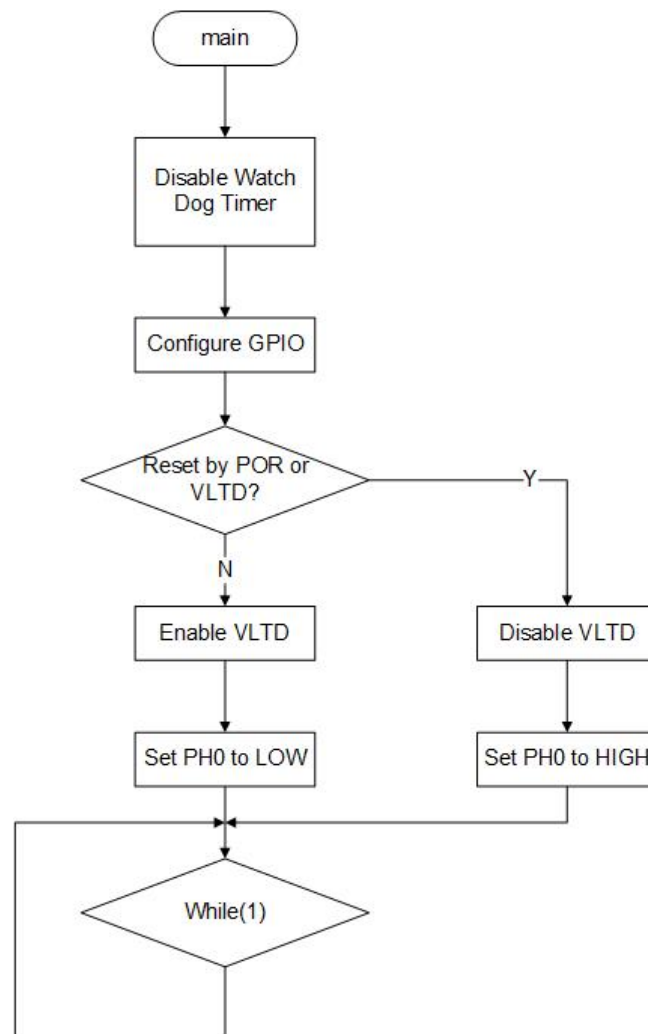 main
Disable Watch
Dog Timer
Configure GPIO
Reset by POR or
VLTD?
Y
N
Enable VLTD
Disable VLTD
Set PH0 to LOW
Set PH0 to HIGH
While(1)